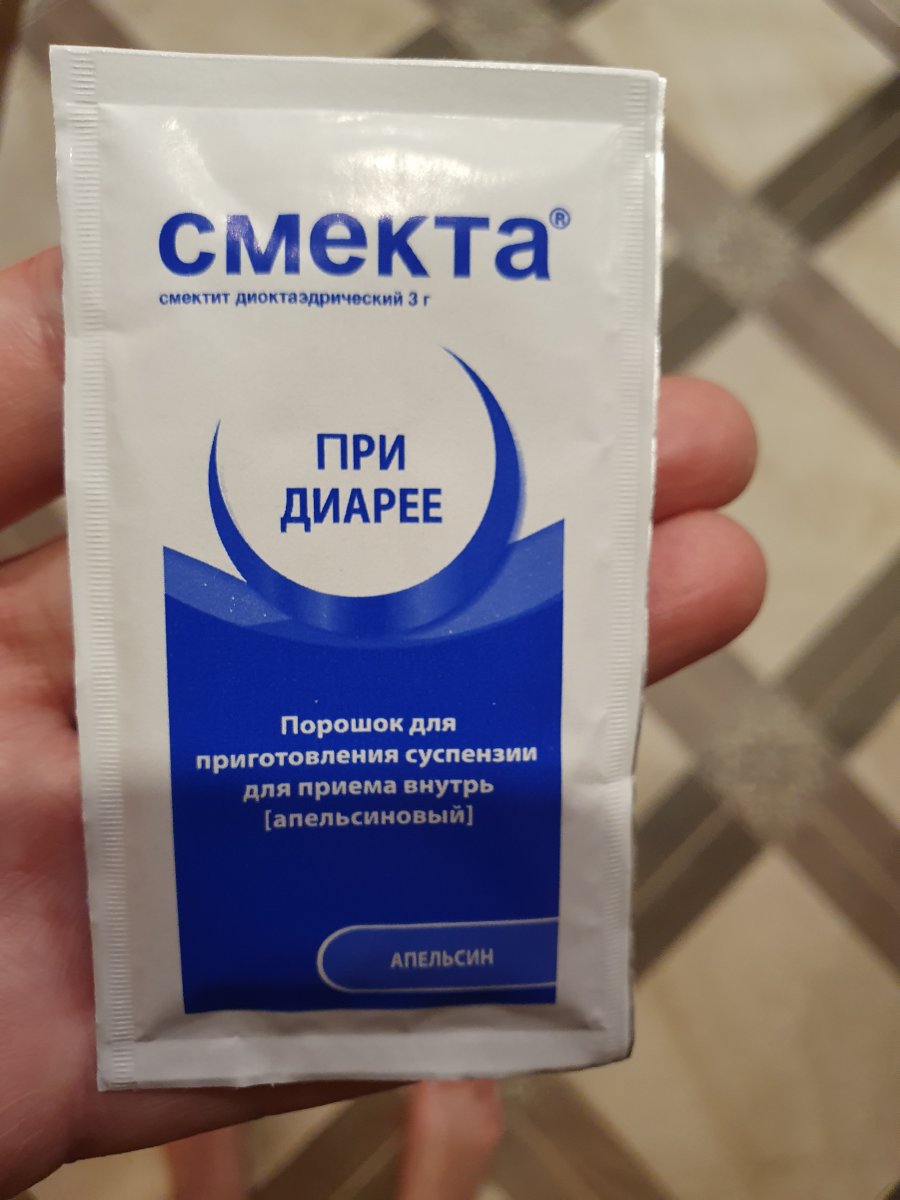 смекта®
смектит диоктаэдрический 3 г
ПРИ
ДИАРЕЕ
Порошок для
приготовления суспензии
для приема внутрь
[апельсиновый]
АПЕЛЬСИН